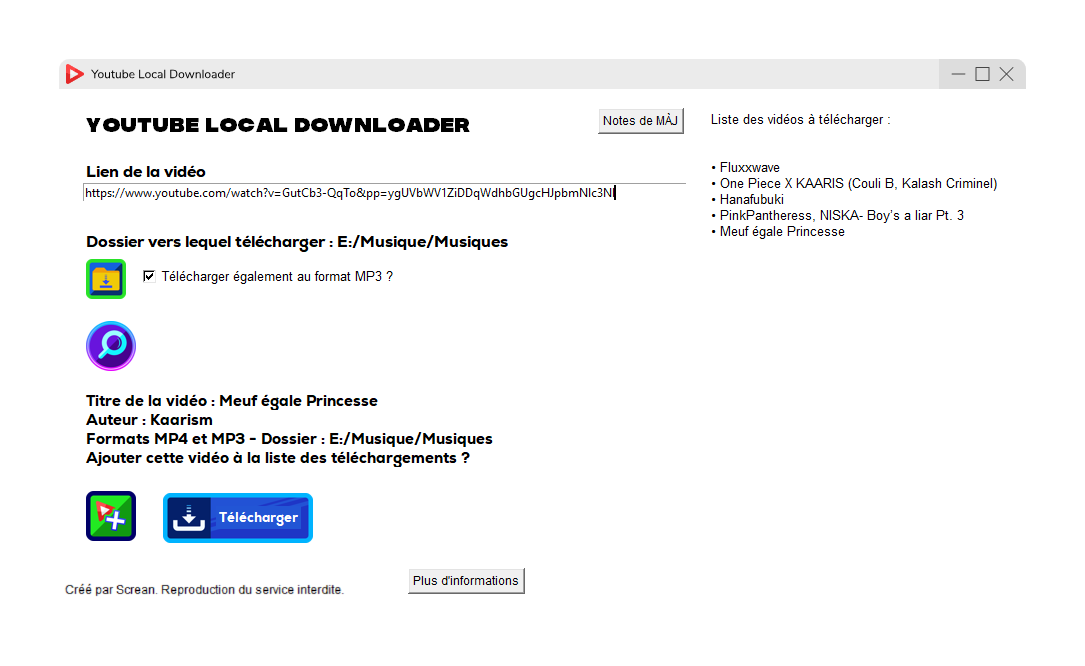 Youtube Local Downloader
YOUTUBE LOCAL DOWNLOADER
Notes de MÀJ
Lien de la vidéo
https://www.youtube.com/watch?v=GutCb3-QqTo&pp=ygUVbWV1ZiDDqWdhbGUgcHJpbmNlc3Nl
Dossier vers lequel télécharger : E:/Musique/Musiques
Télécharger également au format MP3 ?
Titre de la vidéo : Meuf égale Princesse
Auteur : Kaarism
Formats MP4 et MP3 - Dossier : E:/Musique/Musiques
Ajouter cette vidéo à la liste des téléchargements ?
Télécharger
Plus d'informations
Créé par Screan. Reproduction du service interdite.
Liste des vidéos à télécharger :
• Fluxxwave
• One Piece X KAARIS (Couli B, Kalash Criminel)
• Hanafubuki
• PinkPantheress, NISKA- Boy's a liar Pt. 3
• Meuf égale Princesse